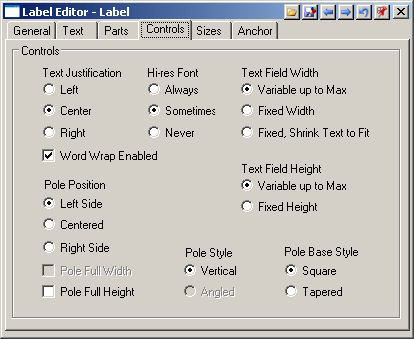 Label Editor - Label
General Text Parts Controls Sizes Anchor
Controls
Text Justification
Left
Center
Right
Word Wrap Enabled
Hi-res Font
Always
Sometimes
Never
Text Field Width
Variable up to Max
Fixed Width
Fixed, Shrink Text to Fit
Text Field Height
Variable up to Max
Fixed Height
Pole Position
Left Side
Centered
Right Side
Pole Full Width
Pole Full Height
Pole Style
Vertical
Angled
Pole Base Style
Square
Tapered